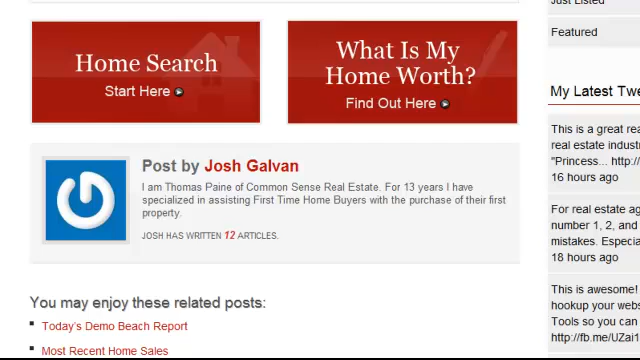 Just Listed
Home Search
Start Here
What Is My
Home Worth?
Find Out Here
Featured
My Latest Twe
Post by Josh Galvan
I am Thomas Paine of Common Sense Real Estate. For 13 years I have
specialized in assisting First Time Home Buyers with the purchase of their first
property.
JOSH HAS WRITTEN 12 ARTICLES.
This is a great rea
real estate industr
"Princess... http:/
16 hours ago
For real estate ag
number 1, 2, and
mistakes. Especia
18 hours ago
This is awesome!
hookup your webs
Tools so you can
http://fb.me/UZai1
You may enjoy these related posts:
Today's Demo Beach Report
Most Recent Home Sales